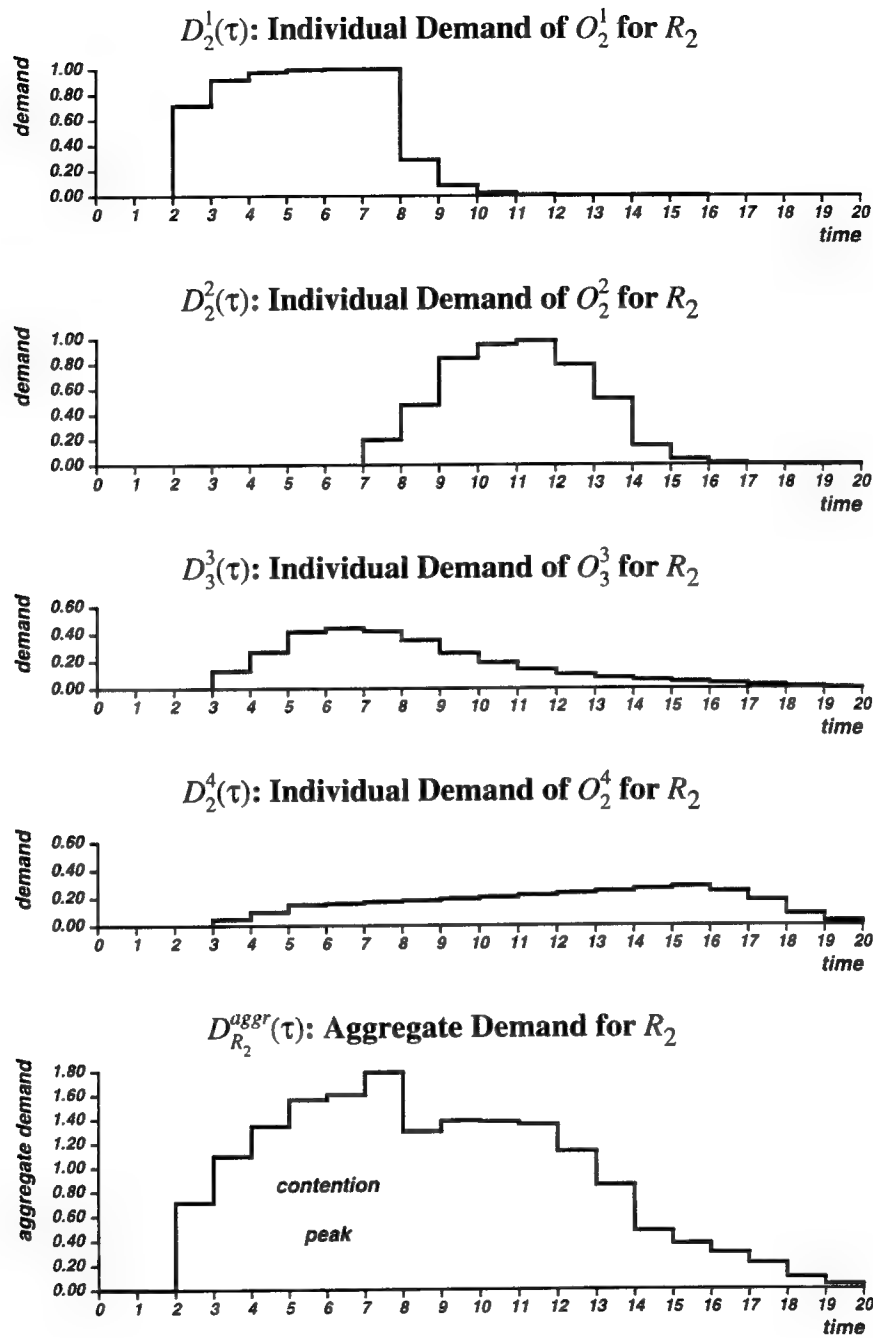 D₂¹(τ): Individual Demand of O₂¹ for R₂
demand
1.00
0.80
0.60
0.40
0.20
0.00
0 1 2 3 4 5 6 7 8 9 10 11 12 13 14 15 16 17 18 19 20
time
D₂²(τ): Individual Demand of O₂² for R₂
demand
1.00
0.80
0.60
0.40
0.20
0.00
0 1 2 3 4 5 6 7 8 9 10 11 12 13 14 15 16 17 18 19 20
time
D₃³(τ): Individual Demand of O₃³ for R₂
demand
0.60
0.40
0.20
0.00
0 1 2 3 4 5 6 7 8 9 10 11 12 13 14 15 16 17 18 19 20
time
D₂⁴(τ): Individual Demand of O₂⁴ for R₂
demand
0.60
0.40
0.20
0.00
0 1 2 3 4 5 6 7 8 9 10 11 12 13 14 15 16 17 18 19 20
time
D_{R₂}^{aggr}(τ): Aggregate Demand for R₂
aggregate demand
1.80
1.60
1.40
1.20
1.00
0.80
0.60
0.40
0.20
0.00
contention
peak
0 1 2 3 4 5 6 7 8 9 10 11 12 13 14 15 16 17 18 19 20
time